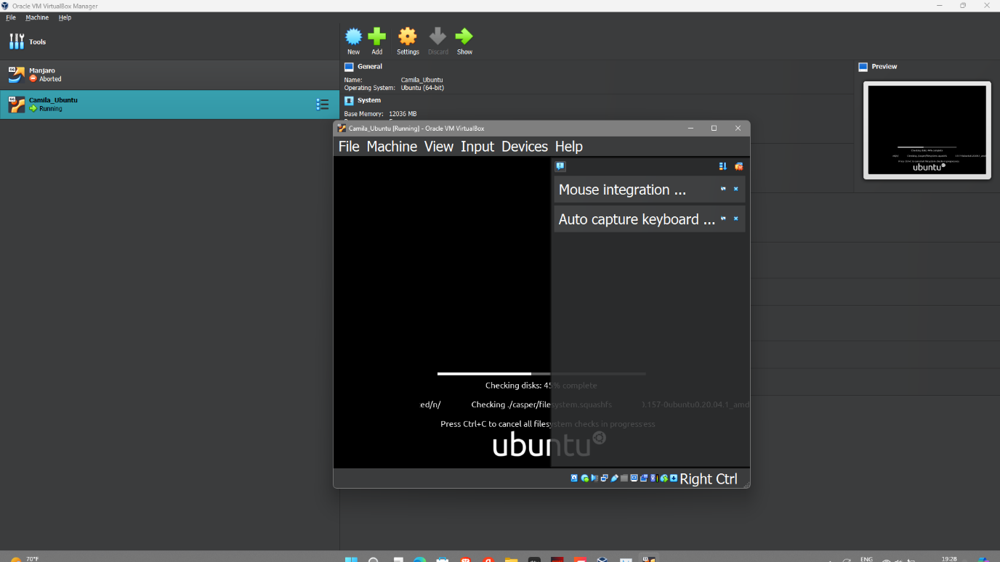 Oracle VM VirtualBox Manager
File Machine Help
Tools
New Add Settings Discard Show
Manjaro
Aborted
Camila_Ubuntu
Running
General
Name: Camila_Ubuntu
Operating System: Ubuntu (64-bit)
System
Base Memory: 12036 MB
Preview
Camila_Ubuntu [Running] - Oracle VM VirtualBox
File Machine View Input Devices Help
Mouse integration ...
Auto capture keyboard ...
Checking disks: 45% complete
ed/n/ Checking ./casper/filesystem.squashfs ).157-0ubuntu0.20.04.1_amd
Press Ctrl+C to cancel all filesystem checks in progress ess
ubuntu
Right Ctrl
Checking disks: 44% complete
ubuntu
70°F
ENG
19:28